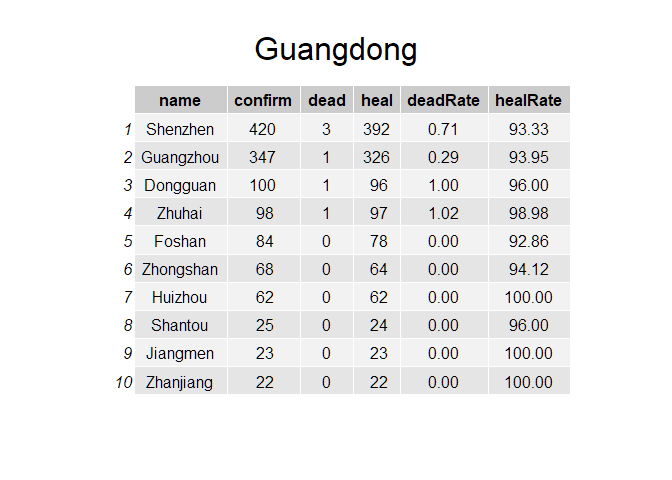 Guangdong
name confirm dead heal deadRate healRate
1 Shenzhen 420 3 392 0.71 93.33
2 Guangzhou 347 1 326 0.29 93.95
3 Dongguan 100 1 96 1.00 96.00
4 Zhuhai 98 1 97 1.02 98.98
5 Foshan 84 0 78 0.00 92.86
6 Zhongshan 68 0 64 0.00 94.12
7 Huizhou 62 0 62 0.00 100.00
8 Shantou 25 0 24 0.00 96.00
9 Jiangmen 23 0 23 0.00 100.00
10 Zhanjiang 22 0 22 0.00 100.00